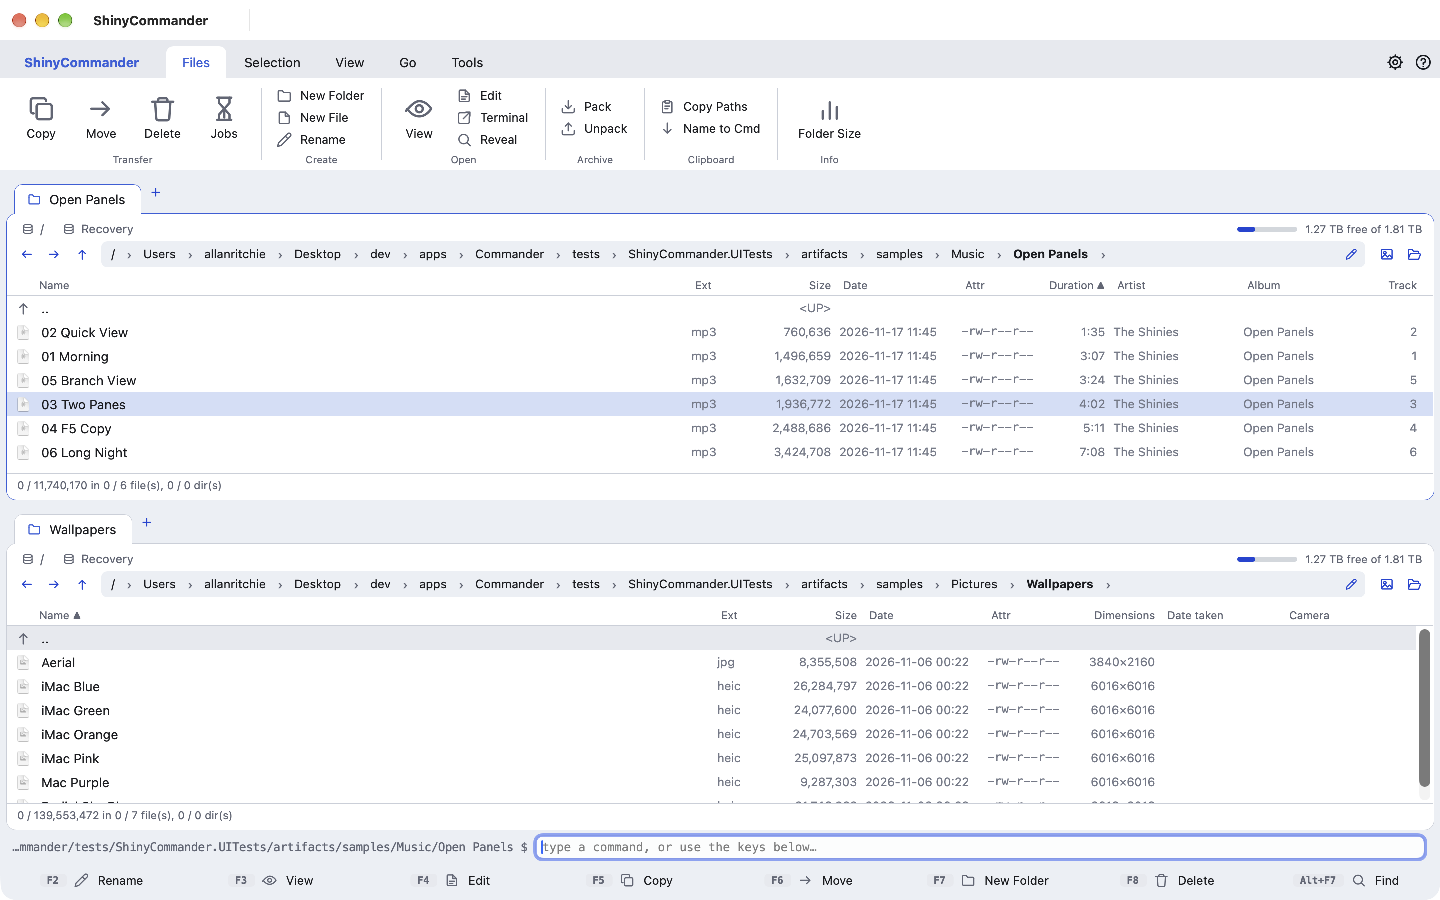 ShinyCommander
ShinyCommander Files Selection View Go Tools
Copy Move Delete Jobs
Transfer
New Folder
New File
Rename
Create
View
Edit
Terminal
Reveal
Open
Pack
Unpack
Archive
Copy Paths
Name to Cmd
Clipboard
Folder Size
Info
Open Panels +
/ Recovery 1.27 TB free of 1.81 TB
/ › Users › allanritchie › Desktop › dev › apps › Commander › tests › ShinyCommander.UITests › artifacts › samples › Music › Open Panels ›
Name Ext Size Date Attr Duration ▲ Artist Album Track
.. <UP>
02 Quick View mp3 760,636 2026-11-17 11:45 -rw-r--r-- 1:35 The Shinies Open Panels 2
01 Morning mp3 1,496,659 2026-11-17 11:45 -rw-r--r-- 3:07 The Shinies Open Panels 1
05 Branch View mp3 1,632,709 2026-11-17 11:45 -rw-r--r-- 3:24 The Shinies Open Panels 5
03 Two Panes mp3 1,936,772 2026-11-17 11:45 -rw-r--r-- 4:02 The Shinies Open Panels 3
04 F5 Copy mp3 2,488,686 2026-11-17 11:45 -rw-r--r-- 5:11 The Shinies Open Panels 4
06 Long Night mp3 3,424,708 2026-11-17 11:45 -rw-r--r-- 7:08 The Shinies Open Panels 6
0 / 11,740,170 in 0 / 6 file(s), 0 / 0 dir(s)
Wallpapers +
/ Recovery 1.27 TB free of 1.81 TB
/ › Users › allanritchie › Desktop › dev › apps › Commander › tests › ShinyCommander.UITests › artifacts › samples › Pictures › Wallpapers ›
Name ▲ Ext Size Date Attr Dimensions Date taken Camera
.. <UP>
Aerial jpg 8,355,508 2026-11-06 00:22 -rw-r--r-- 3840×2160
iMac Blue heic 26,284,797 2026-11-06 00:22 -rw-r--r-- 6016×6016
iMac Green heic 24,077,600 2026-11-06 00:22 -rw-r--r-- 6016×6016
iMac Orange heic 24,703,569 2026-11-06 00:22 -rw-r--r-- 6016×6016
iMac Pink heic 25,097,873 2026-11-06 00:22 -rw-r--r-- 6016×6016
Mac Purple heic 9,287,303 2026-11-06 00:22 -rw-r--r-- 6016×6016
0 / 139,553,472 in 0 / 7 file(s), 0 / 0 dir(s)
…mmander/tests/ShinyCommander.UITests/artifacts/samples/Music/Open Panels $ type a command, or use the keys below…
F2 Rename F3 View F4 Edit F5 Copy F6 Move F7 New Folder F8 Delete Alt+F7 Find